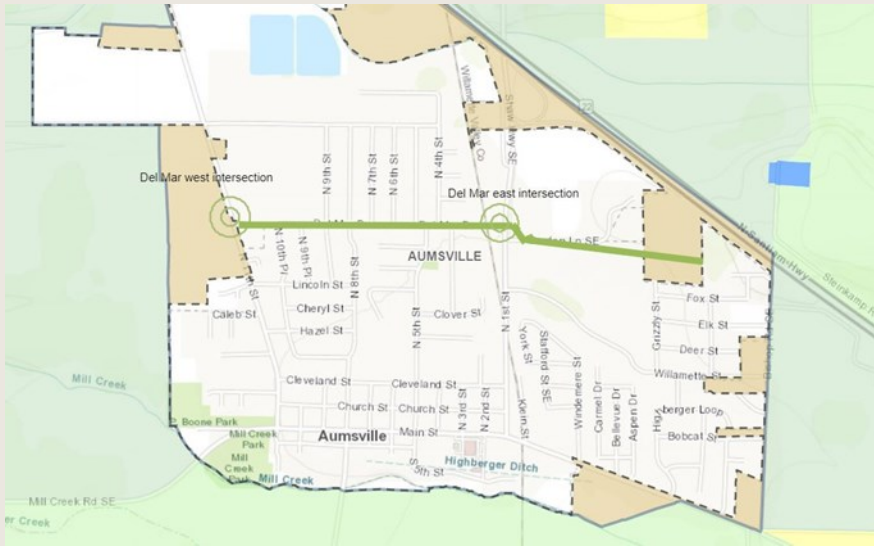 Willamette Valley Co
Shaw Hwy SE
22
N 9th St
N 7th St
N 6th St
N 4th St
Del Mar west intersection
Del Mar east intersection
N Santiam-Hwy
Steinkamp R
N 10th Pl
N 9th Pl
N 8th St
AUMSVILLE
Lincoln St
Cheryl St
Hazel St
Caleb St
N 5th St
Clover St
N 1st St
Fox St
Elk St
Deer St
Willamette St
Grizzly St
York St
Stafford St SE
Windemere St
Carmel Dr
Bellevue Dr
Aspen Dr
berger Loop
Bobcat St
Mill Creek
Cleveland St
Cleveland St
Church St
Church St
N 3rd St
N 2nd St
Klein St
Boone Park
Mill Creek
Park
Main St
Aumsville
Mill
Creek
Park
Mill Creek
S 5th St
Highberger Ditch
Mill Creek Rd SE
er Creek